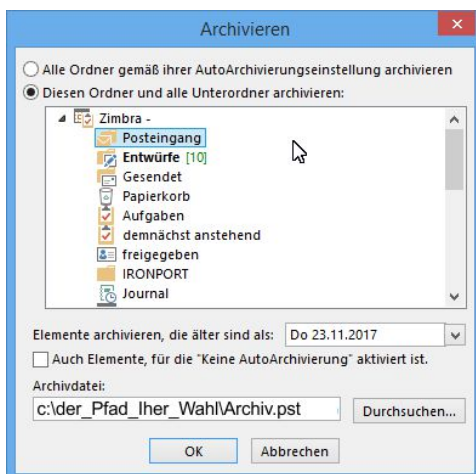 Archivieren
Alle Ordner gemäß ihrer AutoArchivierungseinstellung archivieren
Diesen Ordner und alle Unterordner archivieren:
Zimbra -
Posteingang
Entwürfe [10]
Gesendet
Papierkorb
Aufgaben
demnächst anstehend
freigegeben
IRONPORT
Journal
Elemente archivieren, die älter sind als: Do 23.11.2017
Auch Elemente, für die "Keine AutoArchivierung" aktiviert ist.
Archivdatei:
c:\der_Pfad_Iher_Wahl\Archiv.pst Durchsuchen...
OK Abbrechen